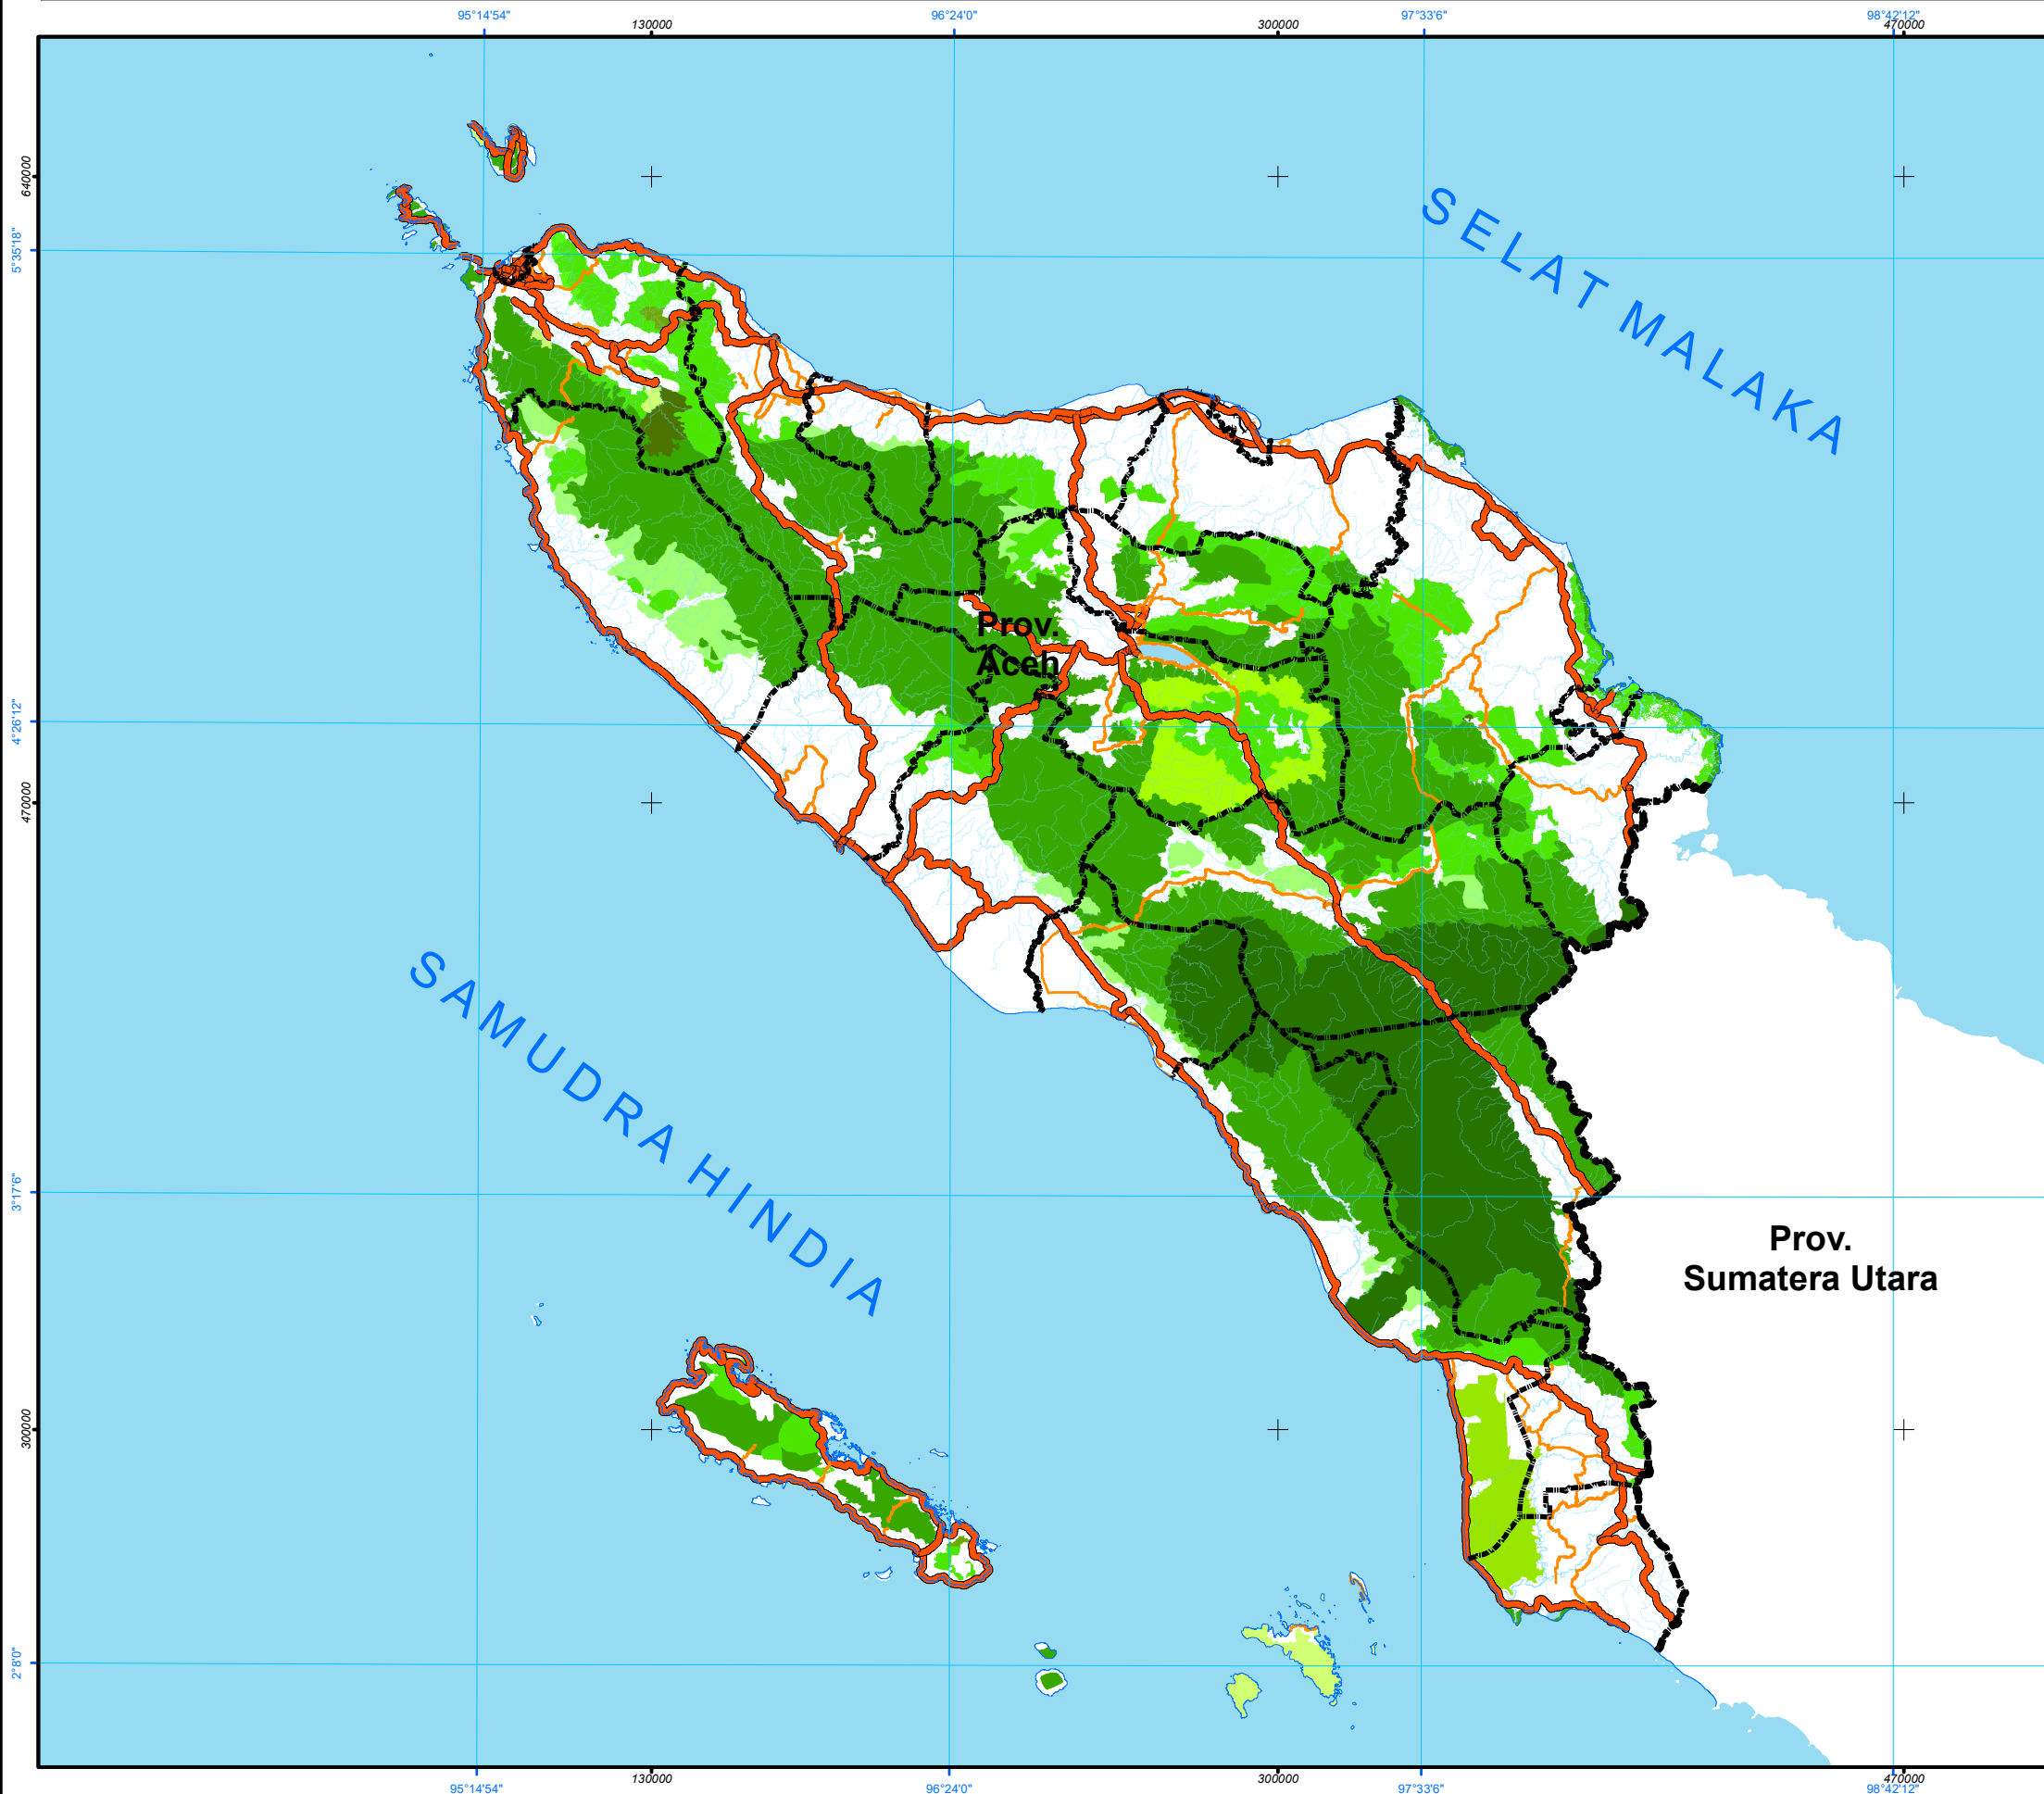 95°14'54" 96°24'0" 97°33'6" 98°42'12"
130000 300000 470000
640000
5°35'18"
SELAT MALAKA
Prov.
Aceh
4°26'12"
470000
SAMUDRA HINDIA
3°17'6"
Prov.
Sumatera Utara
300000
2°8'0"
130000 300000 470000
95°14'54" 96°24'0" 97°33'6" 98°42'12"